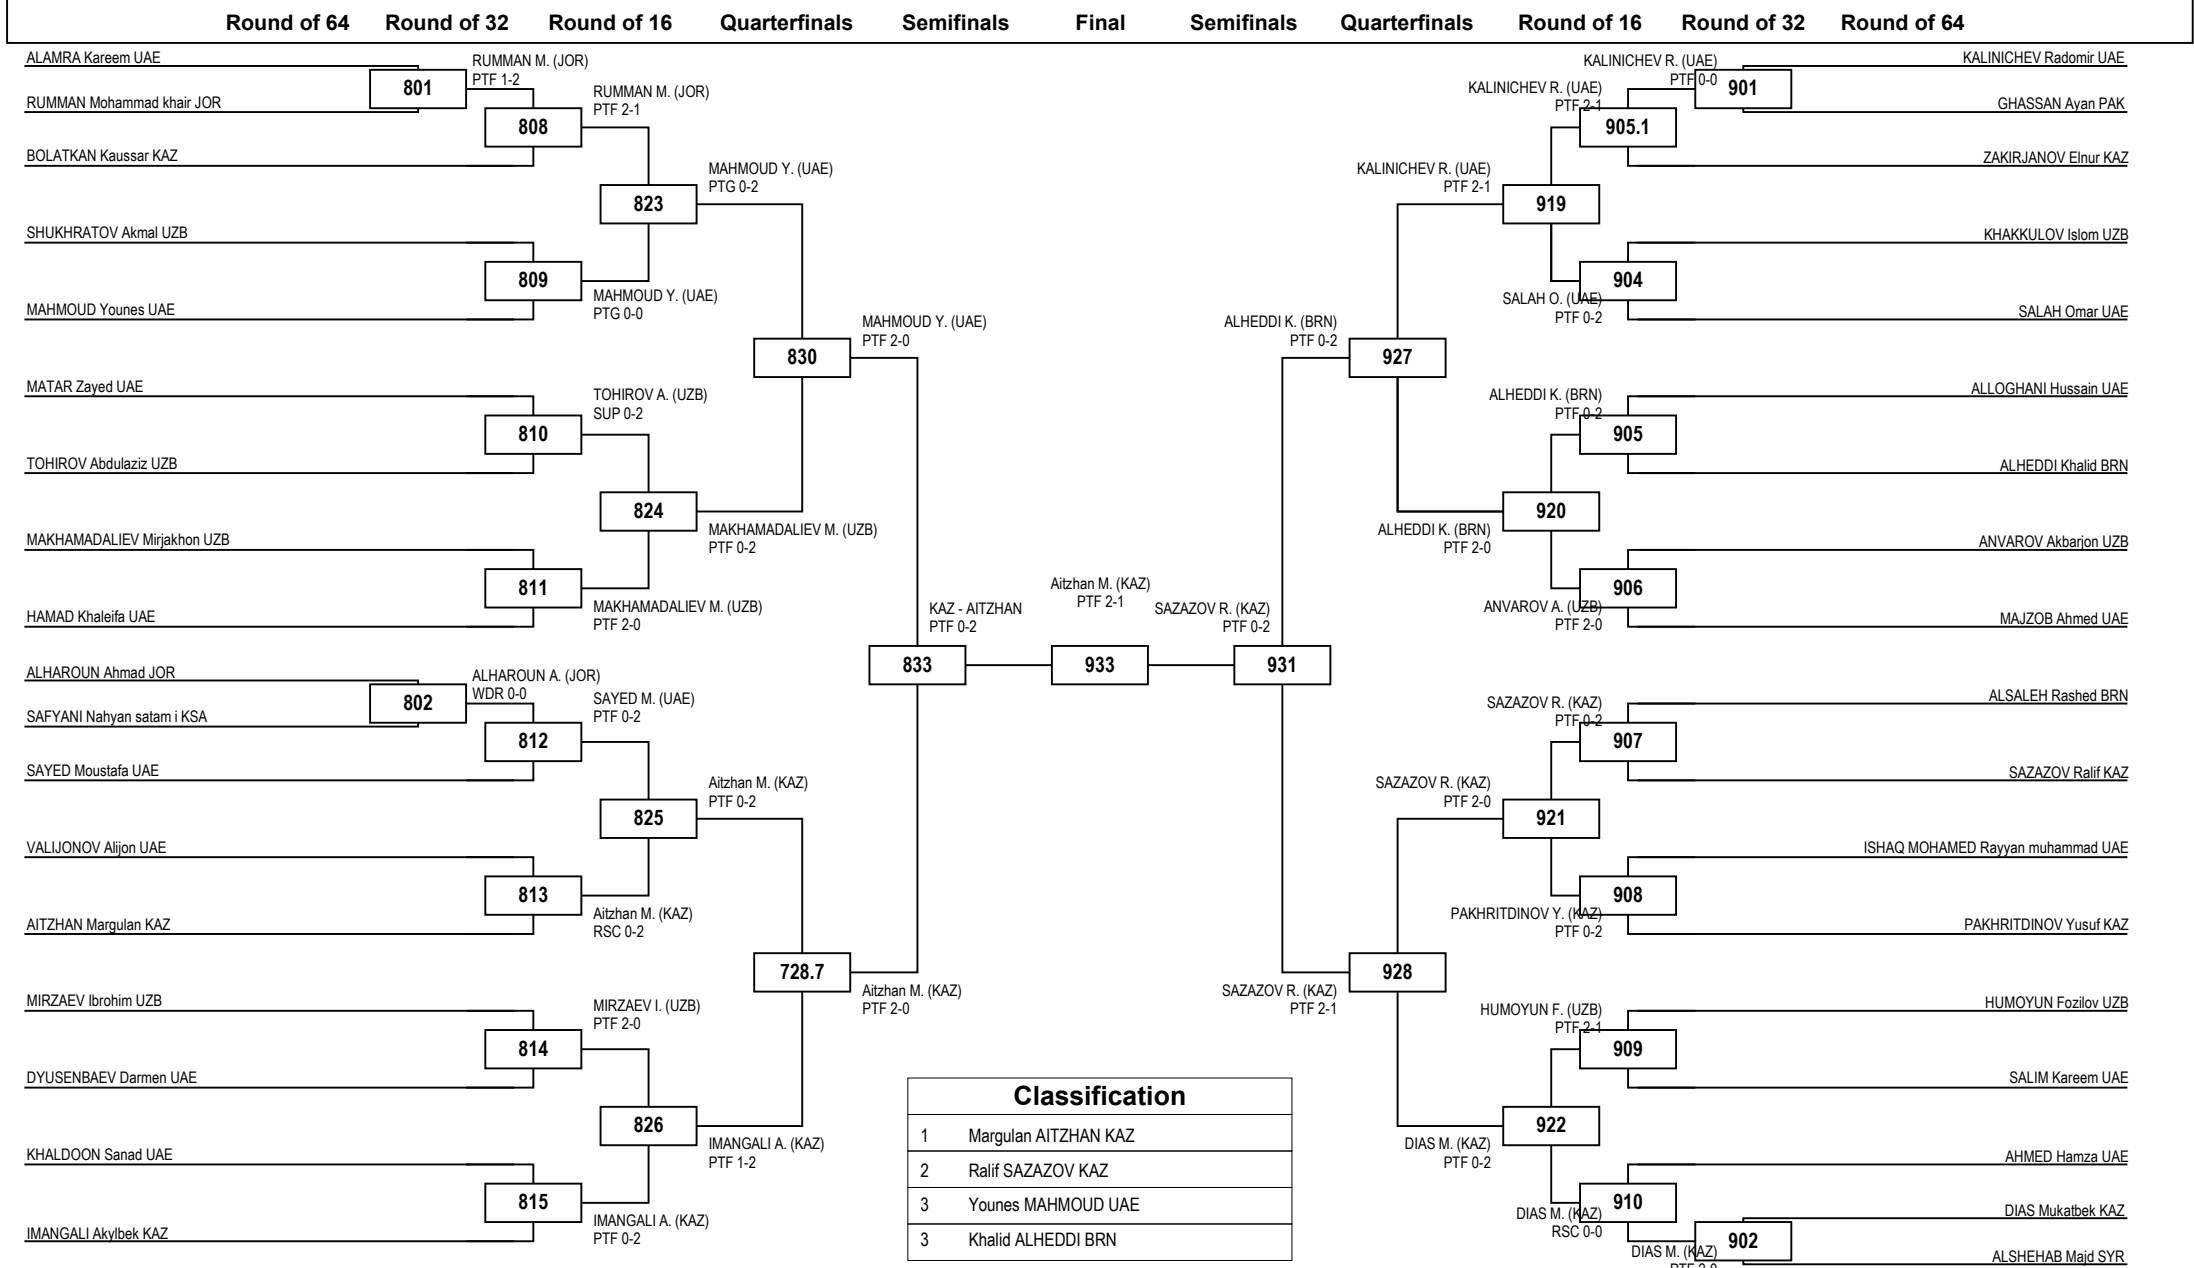 Round of 64 Round of 32 Round of 16 Quarterfinals Semifinals Final Semifinals Quarterfinals Round of 16 Round of 32 Round of 64
ALAMRA Kareem UAE
RUMMAN Mohammad khair JOR
801
RUMMAN M. (JOR)
PTF 1-2
BOLATKAN Kaussar KAZ
808
RUMMAN M. (JOR)
PTF 2-1
SHUKHRATOV Akmal UZB
MAHMOUD Younes UAE
809
MAHMOUD Y. (UAE)
PTG 0-0
823
MAHMOUD Y. (UAE)
PTG 0-2
MATAR Zayed UAE
TOHIROV Abdulaziz UZB
810
TOHIROV A. (UZB)
SUP 0-2
MAKHAMADALIEV Mirjakhon UZB
HAMAD Khaleifa UAE
811
MAKHAMADALIEV M. (UZB)
PTF 2-0
824
MAKHAMADALIEV M. (UZB)
PTF 0-2
830
MAHMOUD Y. (UAE)
PTF 2-0
ALHAROUN Ahmad JOR
SAFYANI Nahyan satam i KSA
802
ALHAROUN A. (JOR)
WDR 0-0
SAYED Moustafa UAE
812
SAYED M. (UAE)
PTF 0-2
VALIJONOV Alijon UAE
AITZHAN Margulan KAZ
813
Aitzhan M. (KAZ)
RSC 0-2
825
Aitzhan M. (KAZ)
PTF 0-2
MIRZAEV Ibrohim UZB
DYUSENBAEV Darmen UAE
814
MIRZAEV I. (UZB)
PTF 2-0
KHALDOON Sanad UAE
IMANGALI Akylbek KAZ
815
IMANGALI A. (KAZ)
PTF 0-2
826
IMANGALI A. (KAZ)
PTF 1-2
728.7
Aitzhan M. (KAZ)
PTF 2-0
833
KAZ - AITZHAN
PTF 0-2
Aitzhan M. (KAZ)
PTF 2-1
933
SAZAZOV R. (KAZ)
PTF 0-2
931
KALINICHEV Radomir UAE
GHASSAN Ayan PAK
901
KALINICHEV R. (UAE)
PTF 0-0
ZAKIRJANOV Elnur KAZ
905.1
KALINICHEV R. (UAE)
PTF 2-1
KHAKKULOV Islom UZB
SALAH Omar UAE
904
SALAH O. (UAE)
PTF 0-2
919
KALINICHEV R. (UAE)
PTF 2-1
ALLOGHANI Hussain UAE
ALHEDDI Khalid BRN
905
ALHEDDI K. (BRN)
PTF 0-2
ANVAROV Akbarjon UZB
MAJZOB Ahmed UAE
906
ANVAROV A. (UZB)
PTF 2-0
920
ALHEDDI K. (BRN)
PTF 2-0
927
ALHEDDI K. (BRN)
PTF 0-2
ALSALEH Rashed BRN
SAZAZOV Ralif KAZ
907
SAZAZOV R. (KAZ)
PTF 0-2
ISHAQ MOHAMED Rayyan muhammad UAE
PAKHRITDINOV Yusuf KAZ
908
PAKHRITDINOV Y. (KAZ)
PTF 0-2
921
SAZAZOV R. (KAZ)
PTF 2-0
HUMOYUN Fozilov UZB
SALIM Kareem UAE
909
HUMOYUN F. (UZB)
PTF 2-1
AHMED Hamza UAE
DIAS Mukatbek KAZ
ALSHEHAB Majd SYR
902
DIAS M. (KAZ)
910
DIAS M. (KAZ)
RSC 0-0
922
DIAS M. (KAZ)
PTF 0-2
928
SAZAZOV R. (KAZ)
PTF 2-1
Classification
1 Margulan AITZHAN KAZ
2 Ralif SAZAZOV KAZ
3 Younes MAHMOUD UAE
3 Khalid ALHEDDI BRN